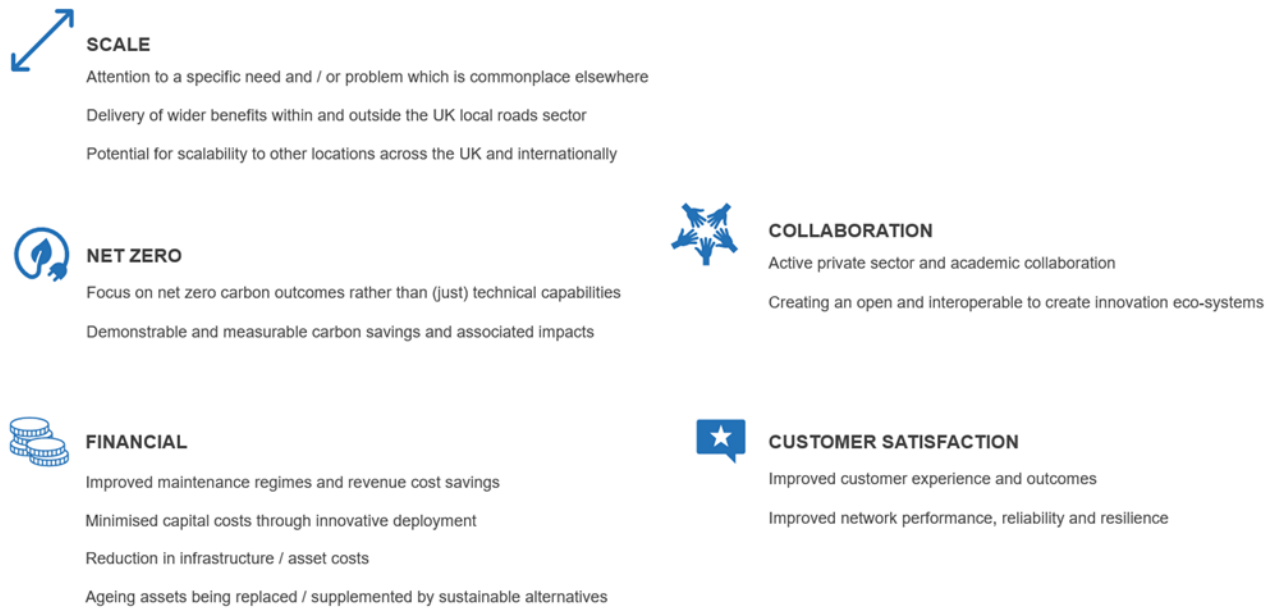 SCALE
Attention to a specific need and / or problem which is commonplace elsewhere
Delivery of wider benefits within and outside the UK local roads sector
Potential for scalability to other locations across the UK and internationally
NET ZERO
Focus on net zero carbon outcomes rather than (just) technical capabilities
Demonstrable and measurable carbon savings and associated impacts
COLLABORATION
Active private sector and academic collaboration
Creating an open and interoperable to create innovation eco-systems
FINANCIAL
Improved maintenance regimes and revenue cost savings
Minimised capital costs through innovative deployment
Reduction in infrastructure / asset costs
Ageing assets being replaced / supplemented by sustainable alternatives
CUSTOMER SATISFACTION
Improved customer experience and outcomes
Improved network performance, reliability and resilience